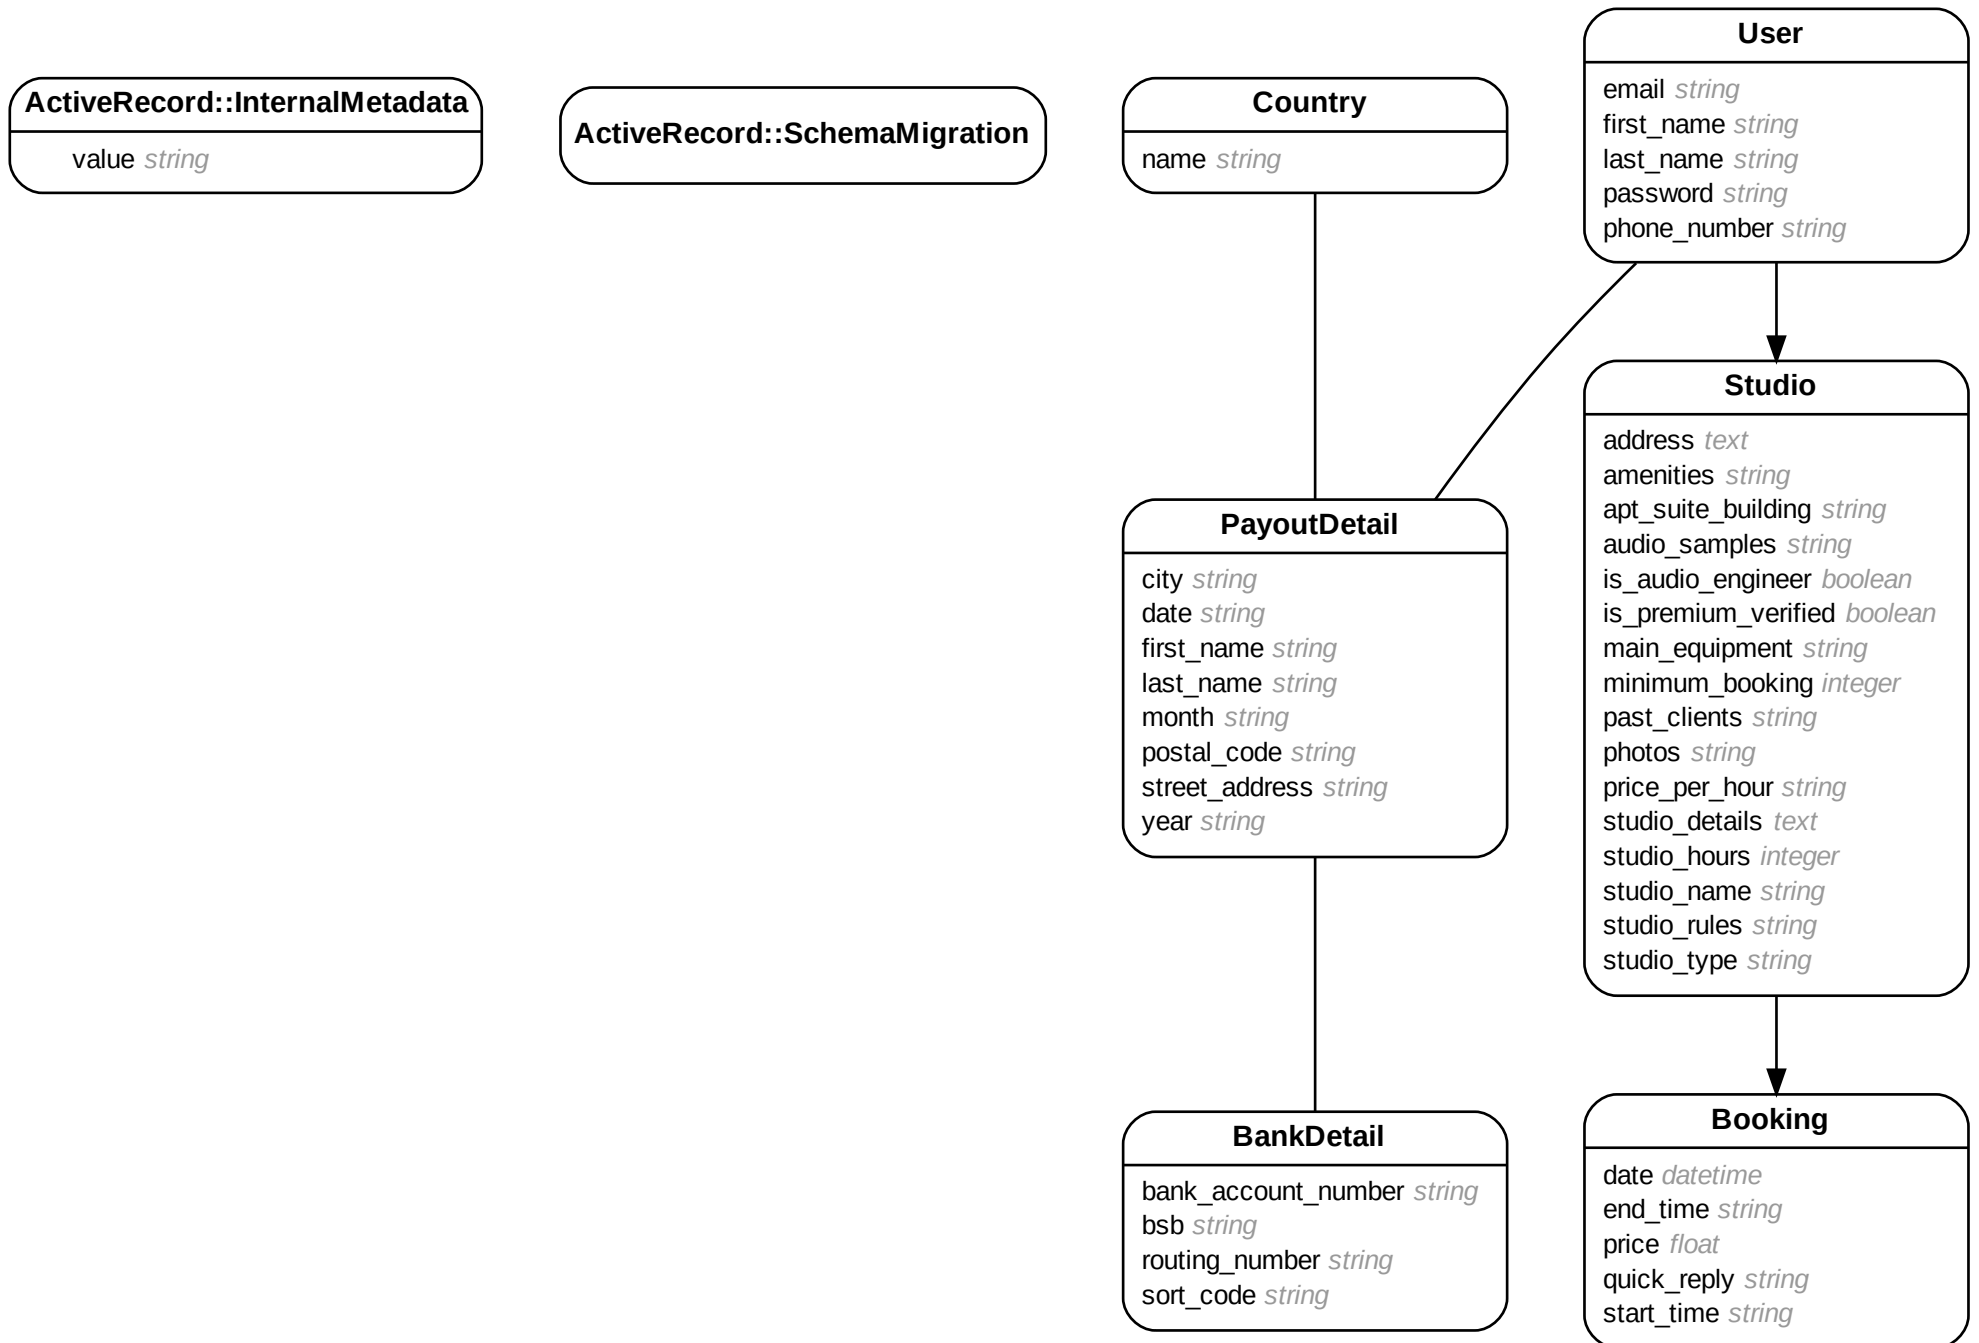 ActiveRecord::InternalMetadata
value string
ActiveRecord::SchemaMigration
Country
name string
User
email string
first_name string
last_name string
password string
phone_number string
PayoutDetail
city string
date string
first_name string
last_name string
month string
postal_code string
street_address string
year string
Studio
address text
amenities string
apt_suite_building string
audio_samples string
is_audio_engineer boolean
is_premium_verified boolean
main_equipment string
minimum_booking integer
past_clients string
photos string
price_per_hour string
studio_details text
studio_hours integer
studio_name string
studio_rules string
studio_type string
BankDetail
bank_account_number string
bsb string
routing_number string
sort_code string
Booking
date datetime
end_time string
price float
quick_reply string
start_time string